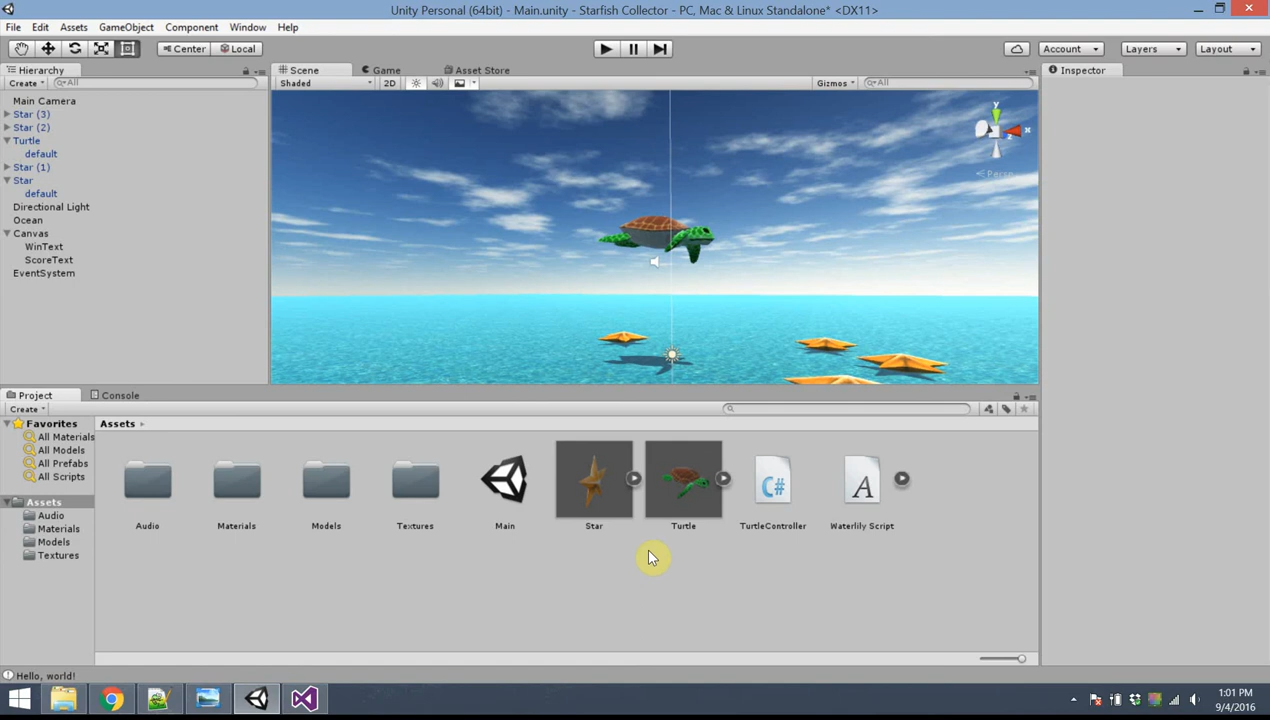 Unity Personal (64bit) - Main.unity - Starfish Collector - PC, Mac & Linux Standalone* <DX11>
File Edit Assets GameObject Component Window Help
Center Local Account Layers Layout
Hierarchy
Create All
Main Camera
Star (3)
Star (2)
Turtle
default
Star (1)
Star
default
Directional Light
Ocean
Canvas
WinText
ScoreText
EventSystem
Scene Game Asset Store
Shaded 2D Gizmos All
y
x
z
Persp
Inspector
Project Console
Create
Favorites
All Materials
All Models
All Prefabs
All Scripts
Assets
Audio
Materials
Models
Textures
Assets
Audio Materials Models Textures Main Star Turtle TurtleController Waterlily Script
C#
A
Hello, world!
1:01 PM
9/4/2016